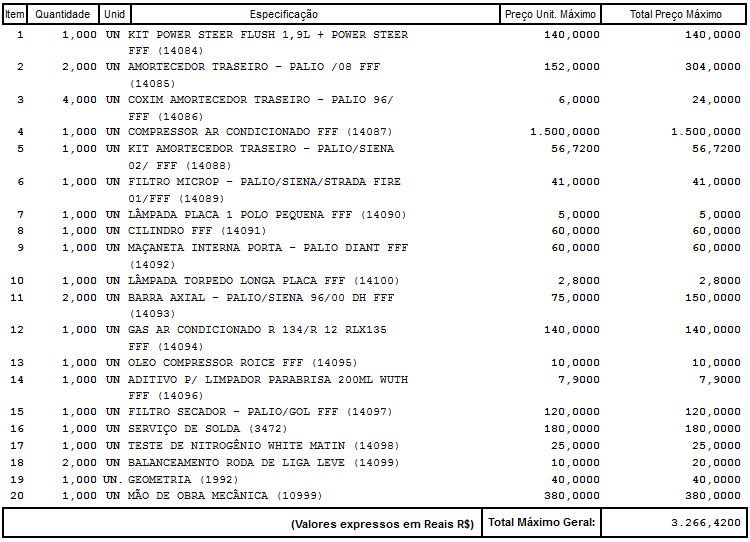 Item Quantidade Unid Especificação Preço Unit. Máximo Total Preço Máximo
1 1,000 UN KIT POWER STEER FLUSH 1,9L + POWER STEER 140,0000 140,0000
FFF (14084)
2 2,000 UN AMORTECEDOR TRASEIRO - PALIO /08 FFF 152,0000 304,0000
(14085)
3 4,000 UN COXIM AMORTECEDOR TRASEIRO - PALIO 96/ 6,0000 24,0000
FFF (14086)
4 1,000 UN COMPRESSOR AR CONDICIONADO FFF (14087) 1.500,0000 1.500,0000
5 1,000 UN KIT AMORTECEDOR TRASEIRO - PALIO/SIENA 56,7200 56,7200
02/ FFF (14088)
6 1,000 UN FILTRO MICROP - PALIO/SIENA/STRADA FIRE 41,0000 41,0000
01/FFF (14089)
7 1,000 UN LÂMPADA PLACA 1 POLO PEQUENA FFF (14090) 5,0000 5,0000
8 1,000 UN CILINDRO FFF (14091) 60,0000 60,0000
9 1,000 UN MAÇANETA INTERNA PORTA - PALIO DIANT FFF 60,0000 60,0000
(14092)
10 1,000 UN LÂMPADA TORPEDO LONGA PLACA FFF (14100) 2,8000 2,8000
11 2,000 UN BARRA AXIAL - PALIO/SIENA 96/00 DH FFF 75,0000 150,0000
(14093)
12 1,000 UN GAS AR CONDICIONADO R 134/R 12 RLX135 140,0000 140,0000
FFF (14094)
13 1,000 UN OLEO COMPRESSOR ROICE FFF (14095) 10,0000 10,0000
14 1,000 UN ADITIVO P/ LIMPADOR PARABRISA 200ML WUTH 7,9000 7,9000
FFF (14096)
15 1,000 UN FILTRO SECADOR - PALIO/GOL FFF (14097) 120,0000 120,0000
16 1,000 UN SERVIÇO DE SOLDA (3472) 180,0000 180,0000
17 1,000 UN TESTE DE NITROGÊNIO WHITE MATIN (14098) 25,0000 25,0000
18 2,000 UN BALANCEAMENTO RODA DE LIGA LEVE (14099) 10,0000 20,0000
19 1,000 UN. GEOMETRIA (1992) 40,0000 40,0000
20 1,000 UN MÃO DE OBRA MECÂNICA (10999) 380,0000 380,0000
(Valores expressos em Reais R$) Total Máximo Geral: 3.266,4200